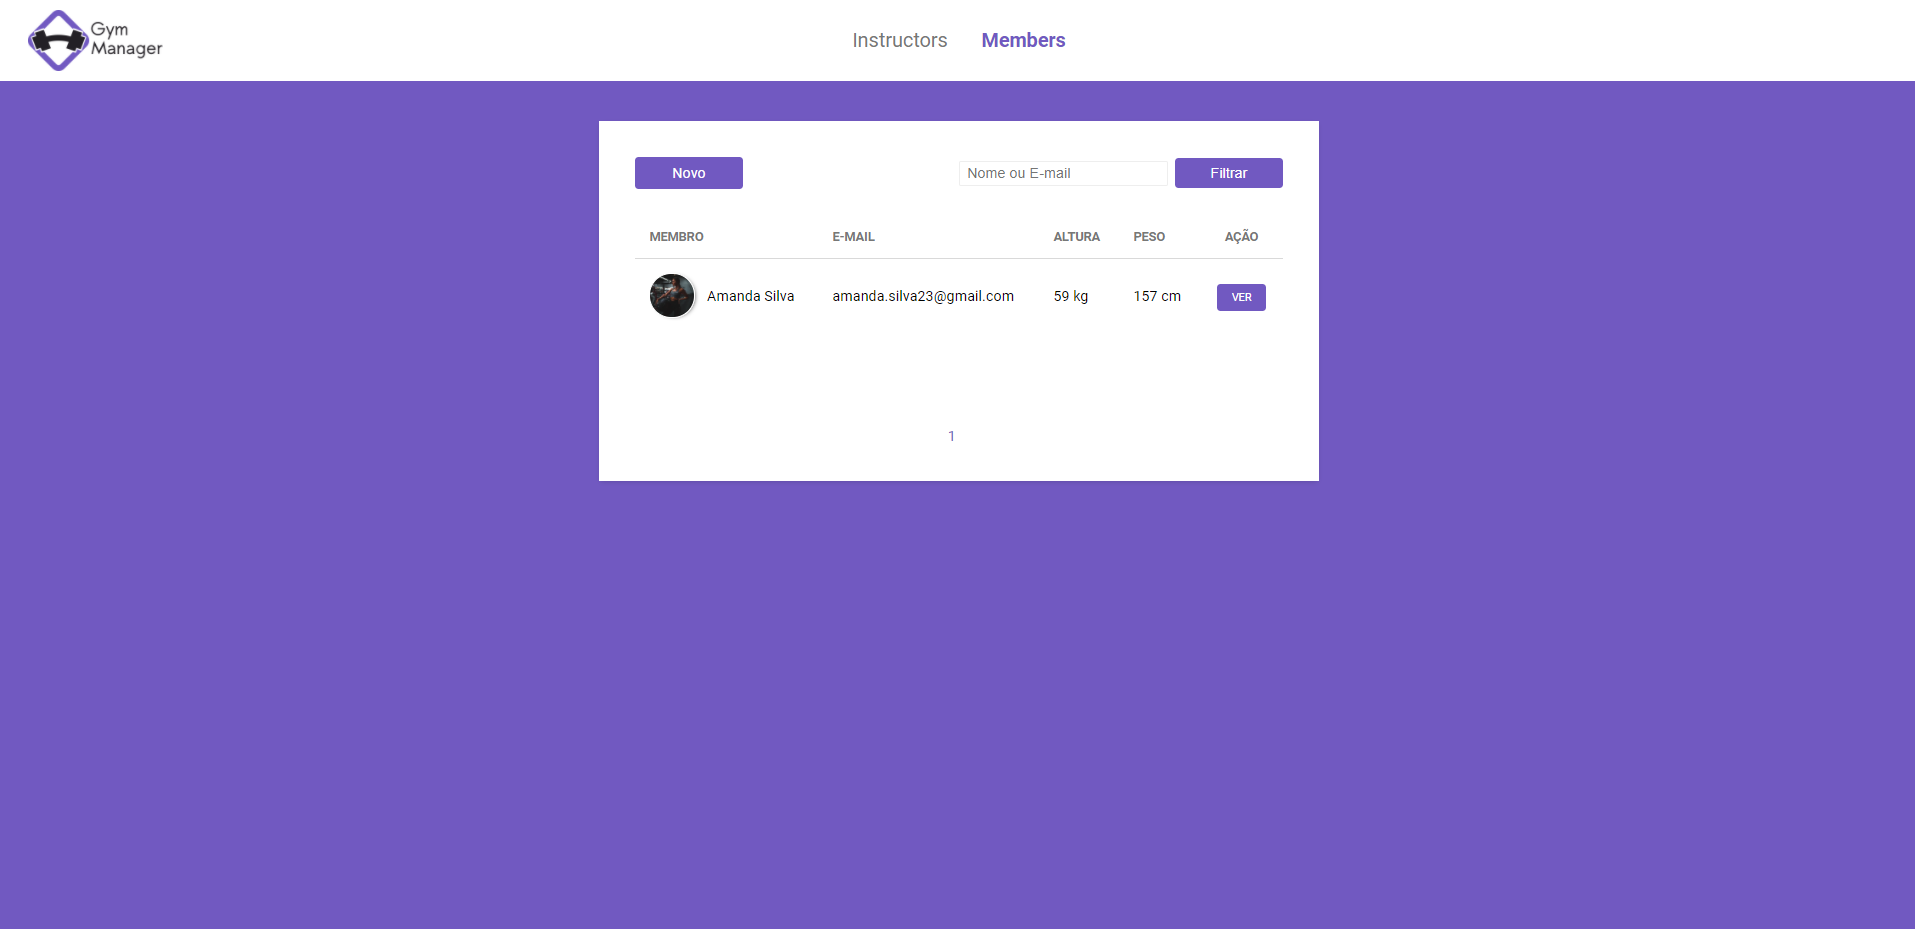 Gym
Manager
Instructors Members
Novo Nome ou E-mail Filtrar
MEMBRO E-MAIL ALTURA PESO AÇÃO
Amanda Silva amanda.silva23@gmail.com 59 kg 157 cm VER
1